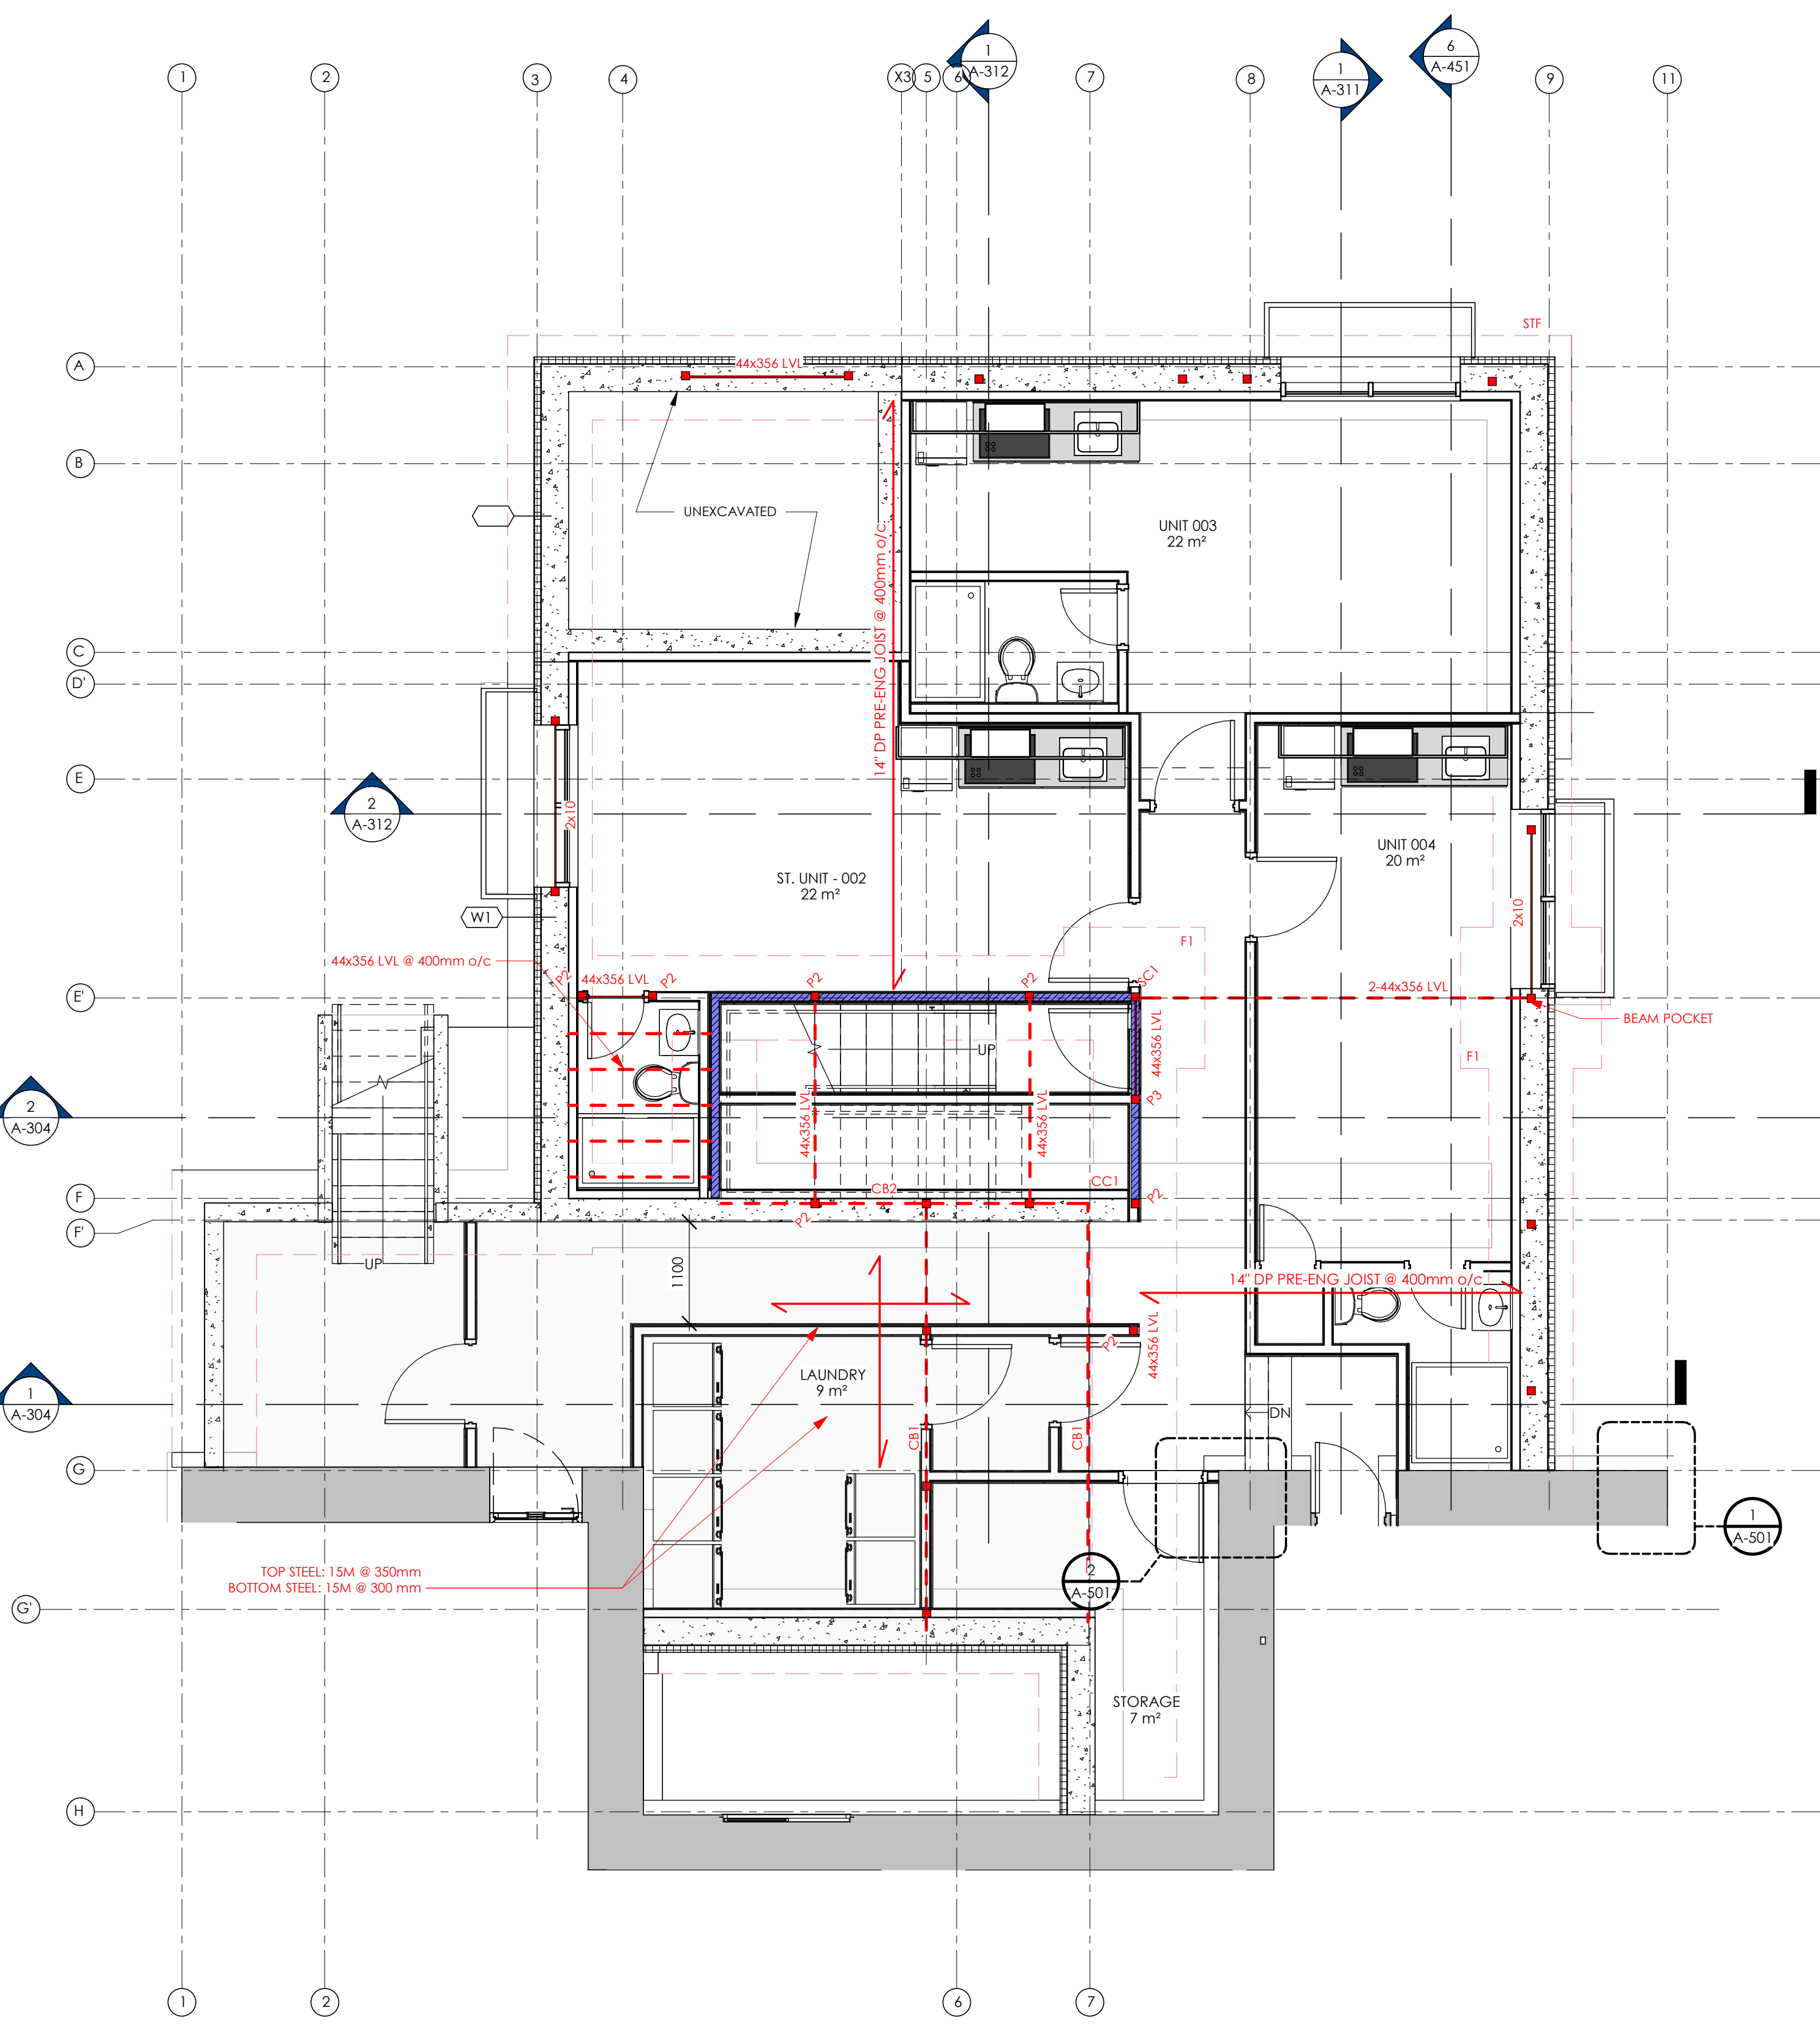 1
A-312
6
A-451
1
2
3
4
X3
5
6
7
8
1
A-311
9
11
STF
A
44x356 LVL
B
UNEXCAVATED
UNIT 003
22 m²
14" DP PRE-ENG JOIST @ 400mm o/c
C
D'
E
2
A-312
2x10
UNIT 004
20 m²
ST. UNIT - 002
22 m²
W1
2x10
F1
44x356 LVL @ 400mm o/c
P2
44x356 LVL
P2
P2
P2
SC1
2-44x356 LVL
E'
BEAM POCKET
UP
44x356 LVL
F1
2
A-304
44x356 LVL
44x356 LVL
P3
CB2
CC1
F
P2
P2
F'
UP
1100
14" DP PRE-ENG JOIST @ 400mm o/c
P2
44x356 LVL
LAUNDRY
9 m²
1
A-304
DN
CB1
CB1
G
1
A-501
TOP STEEL: 15M @ 350mm
BOTTOM STEEL: 15M @ 300 mm
2
A-501
G'
STORAGE
7 m²
H
1
2
6
7